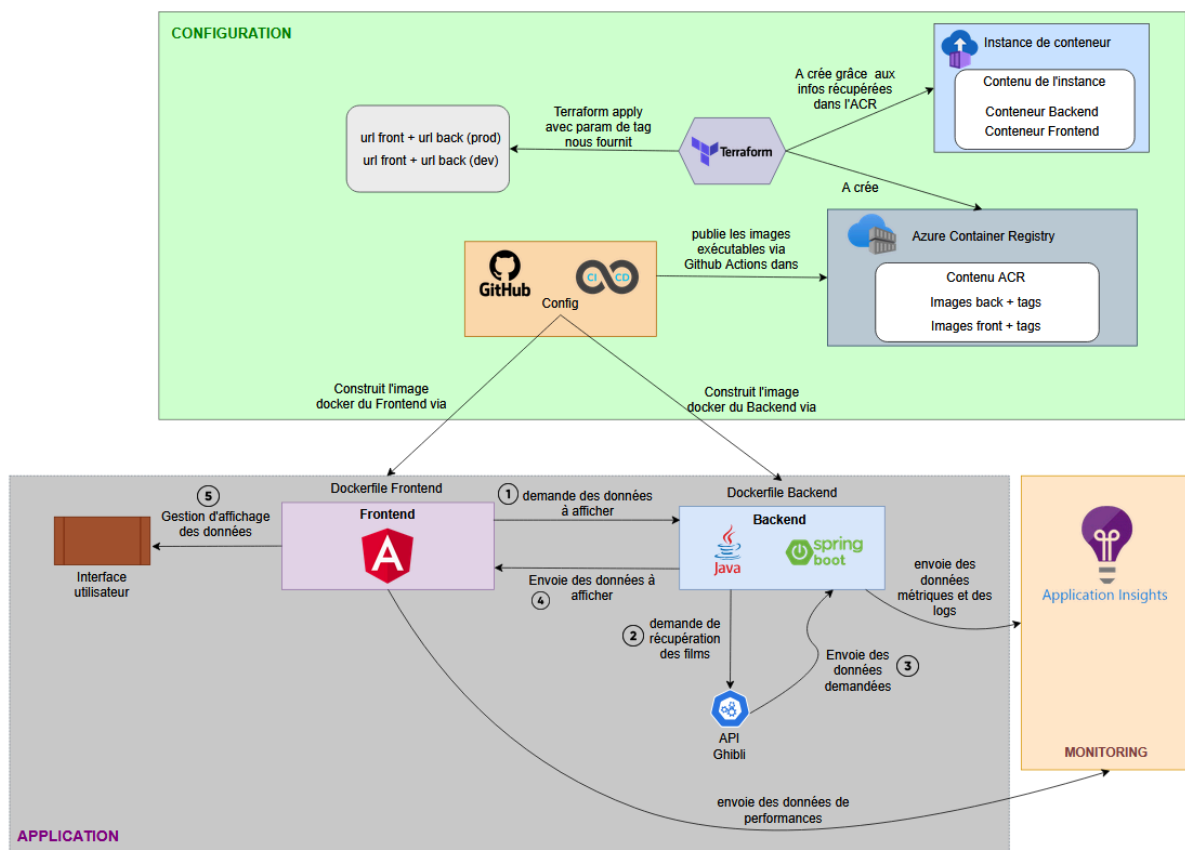 CONFIGURATION
Instance de conteneur
Contenu de l'instance
Conteneur Backend
Conteneur Frontend
A crée grâce aux
infos récupérées
dans l'ACR
Terraform apply
avec param de tag
nous fournit
url front + url back (prod)
url front + url back (dev)
Terraform
A crée
Azure Container Registry
Contenu ACR
Images back + tags
Images front + tags
publie les images
exécutables via
Github Actions dans
GitHub
CI CD
Config
Construit l'image
docker du Frontend via
Construit l'image
docker du Backend via
Dockerfile Frontend
Frontend
Dockerfile Backend
Backend
Java
spring
boot
1 demande des données
à afficher
5
Gestion d'affichage
des données
Interface
utilisateur
Envoie des données à
4 afficher
2 demande de
récupération
des films
Envoie des
données 3
demandées
API
Ghibli
envoie des
données
métriques et des
logs
Application Insights
MONITORING
envoie des données de
performances
APPLICATION